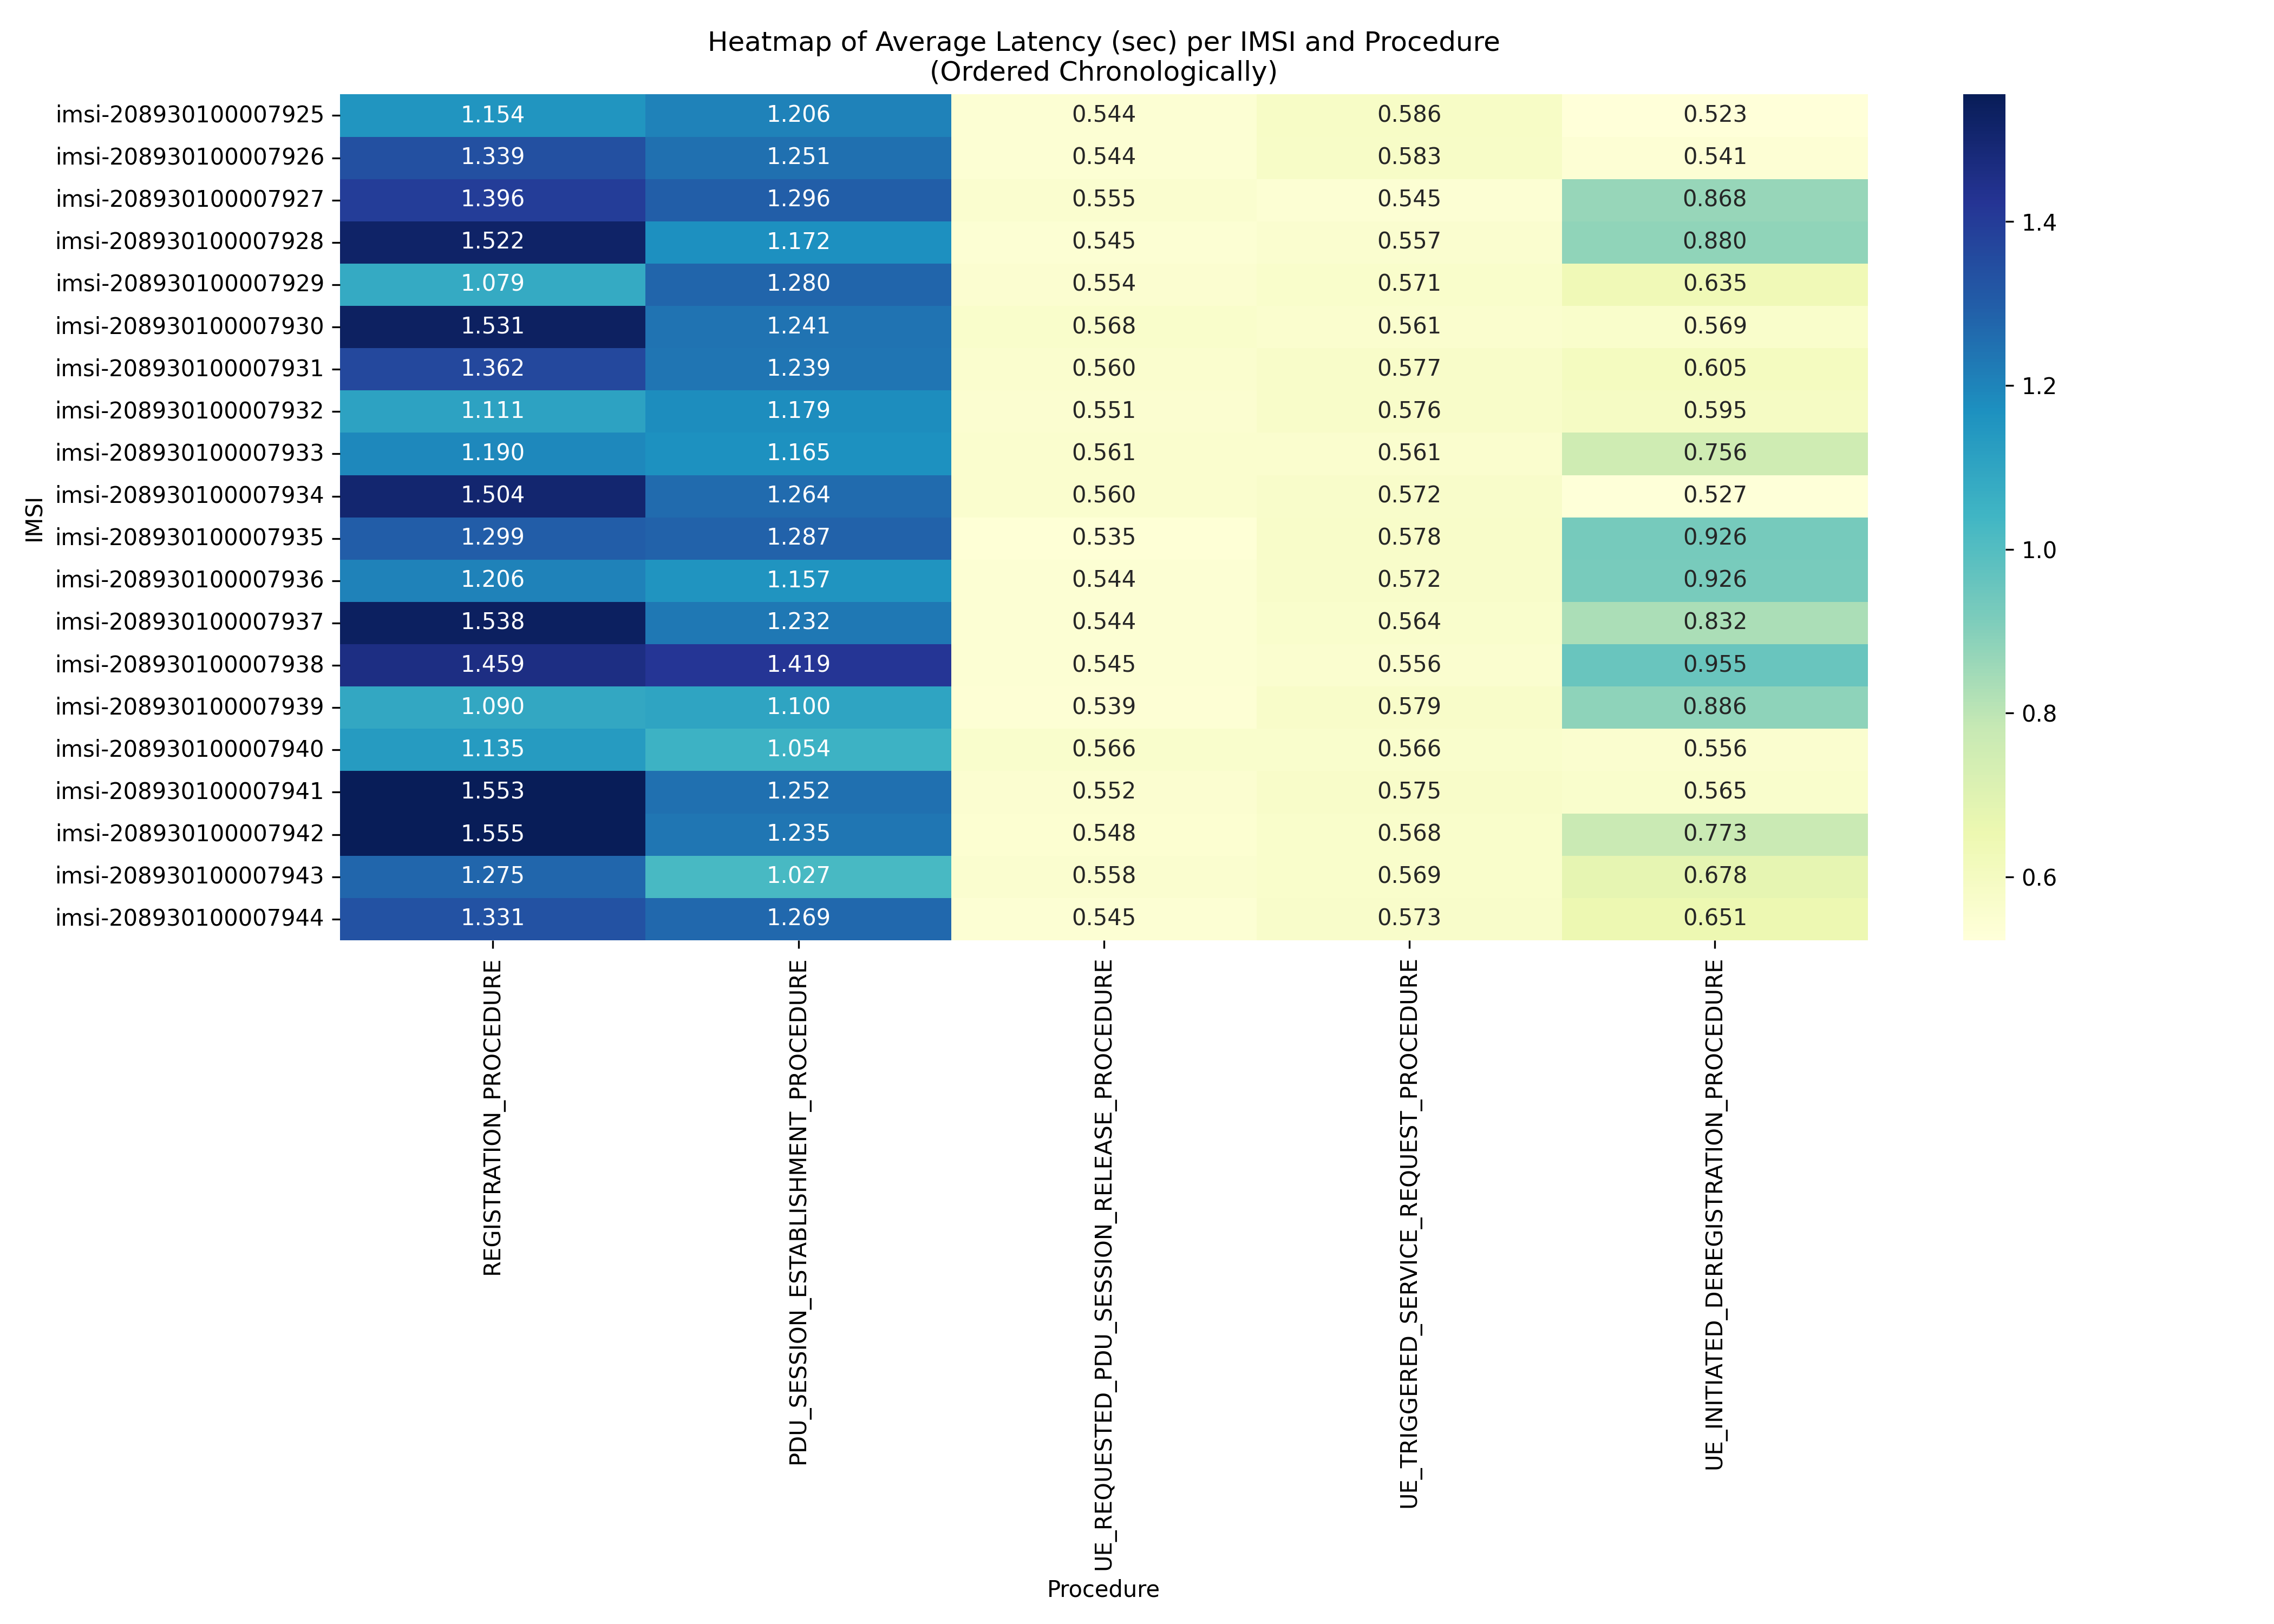 Heatmap of Average Latency (sec) per IMSI and Procedure
(Ordered Chronologically)
IMSI
imsi-208930100007925 1.154 1.206 0.544 0.586 0.523
imsi-208930100007926 1.339 1.251 0.544 0.583 0.541
imsi-208930100007927 1.396 1.296 0.555 0.545 0.868
imsi-208930100007928 1.522 1.172 0.545 0.557 0.880
imsi-208930100007929 1.079 1.280 0.554 0.571 0.635
imsi-208930100007930 1.531 1.241 0.568 0.561 0.569
imsi-208930100007931 1.362 1.239 0.560 0.577 0.605
imsi-208930100007932 1.111 1.179 0.551 0.576 0.595
imsi-208930100007933 1.190 1.165 0.561 0.561 0.756
imsi-208930100007934 1.504 1.264 0.560 0.572 0.527
imsi-208930100007935 1.299 1.287 0.535 0.578 0.926
imsi-208930100007936 1.206 1.157 0.544 0.572 0.926
imsi-208930100007937 1.538 1.232 0.544 0.564 0.832
imsi-208930100007938 1.459 1.419 0.545 0.556 0.955
imsi-208930100007939 1.090 1.100 0.539 0.579 0.886
imsi-208930100007940 1.135 1.054 0.566 0.566 0.556
imsi-208930100007941 1.553 1.252 0.552 0.575 0.565
imsi-208930100007942 1.555 1.235 0.548 0.568 0.773
imsi-208930100007943 1.275 1.027 0.558 0.569 0.678
imsi-208930100007944 1.331 1.269 0.545 0.573 0.651
REGISTRATION_PROCEDURE
PDU_SESSION_ESTABLISHMENT_PROCEDURE
UE_REQUESTED_PDU_SESSION_RELEASE_PROCEDURE
UE_TRIGGERED_SERVICE_REQUEST_PROCEDURE
UE_INITIATED_DEREGISTRATION_PROCEDURE
Procedure
1.4
1.2
1.0
0.8
0.6